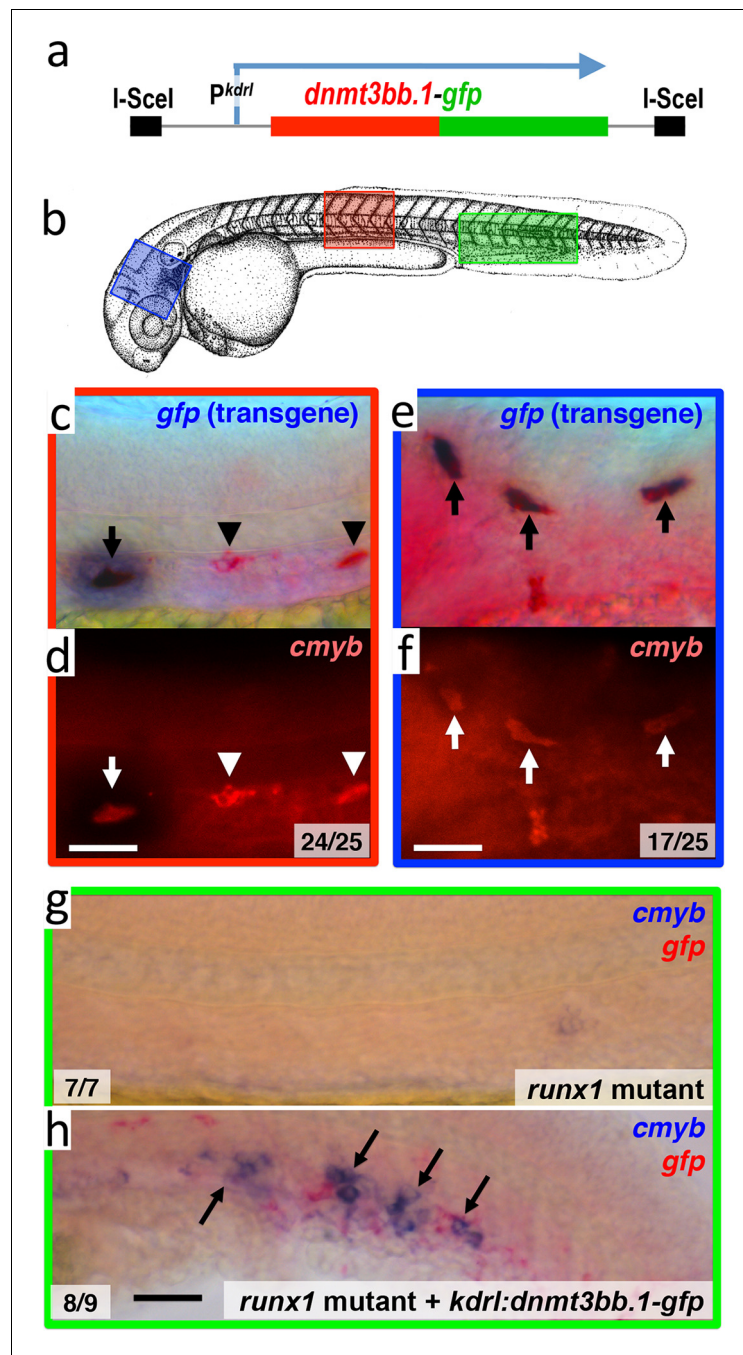 a
I-SceI Pkdrl dnmt3bb.1-gfp I-SceI
b
c
gfp (transgene)
e
gfp (transgene)
d
cmyb
24/25
f
cmyb
17/25
g
cmyb
gfp
7/7
runx1 mutant
h
cmyb
gfp
8/9
runx1 mutant + kdrl:dnmt3bb.1-gfp